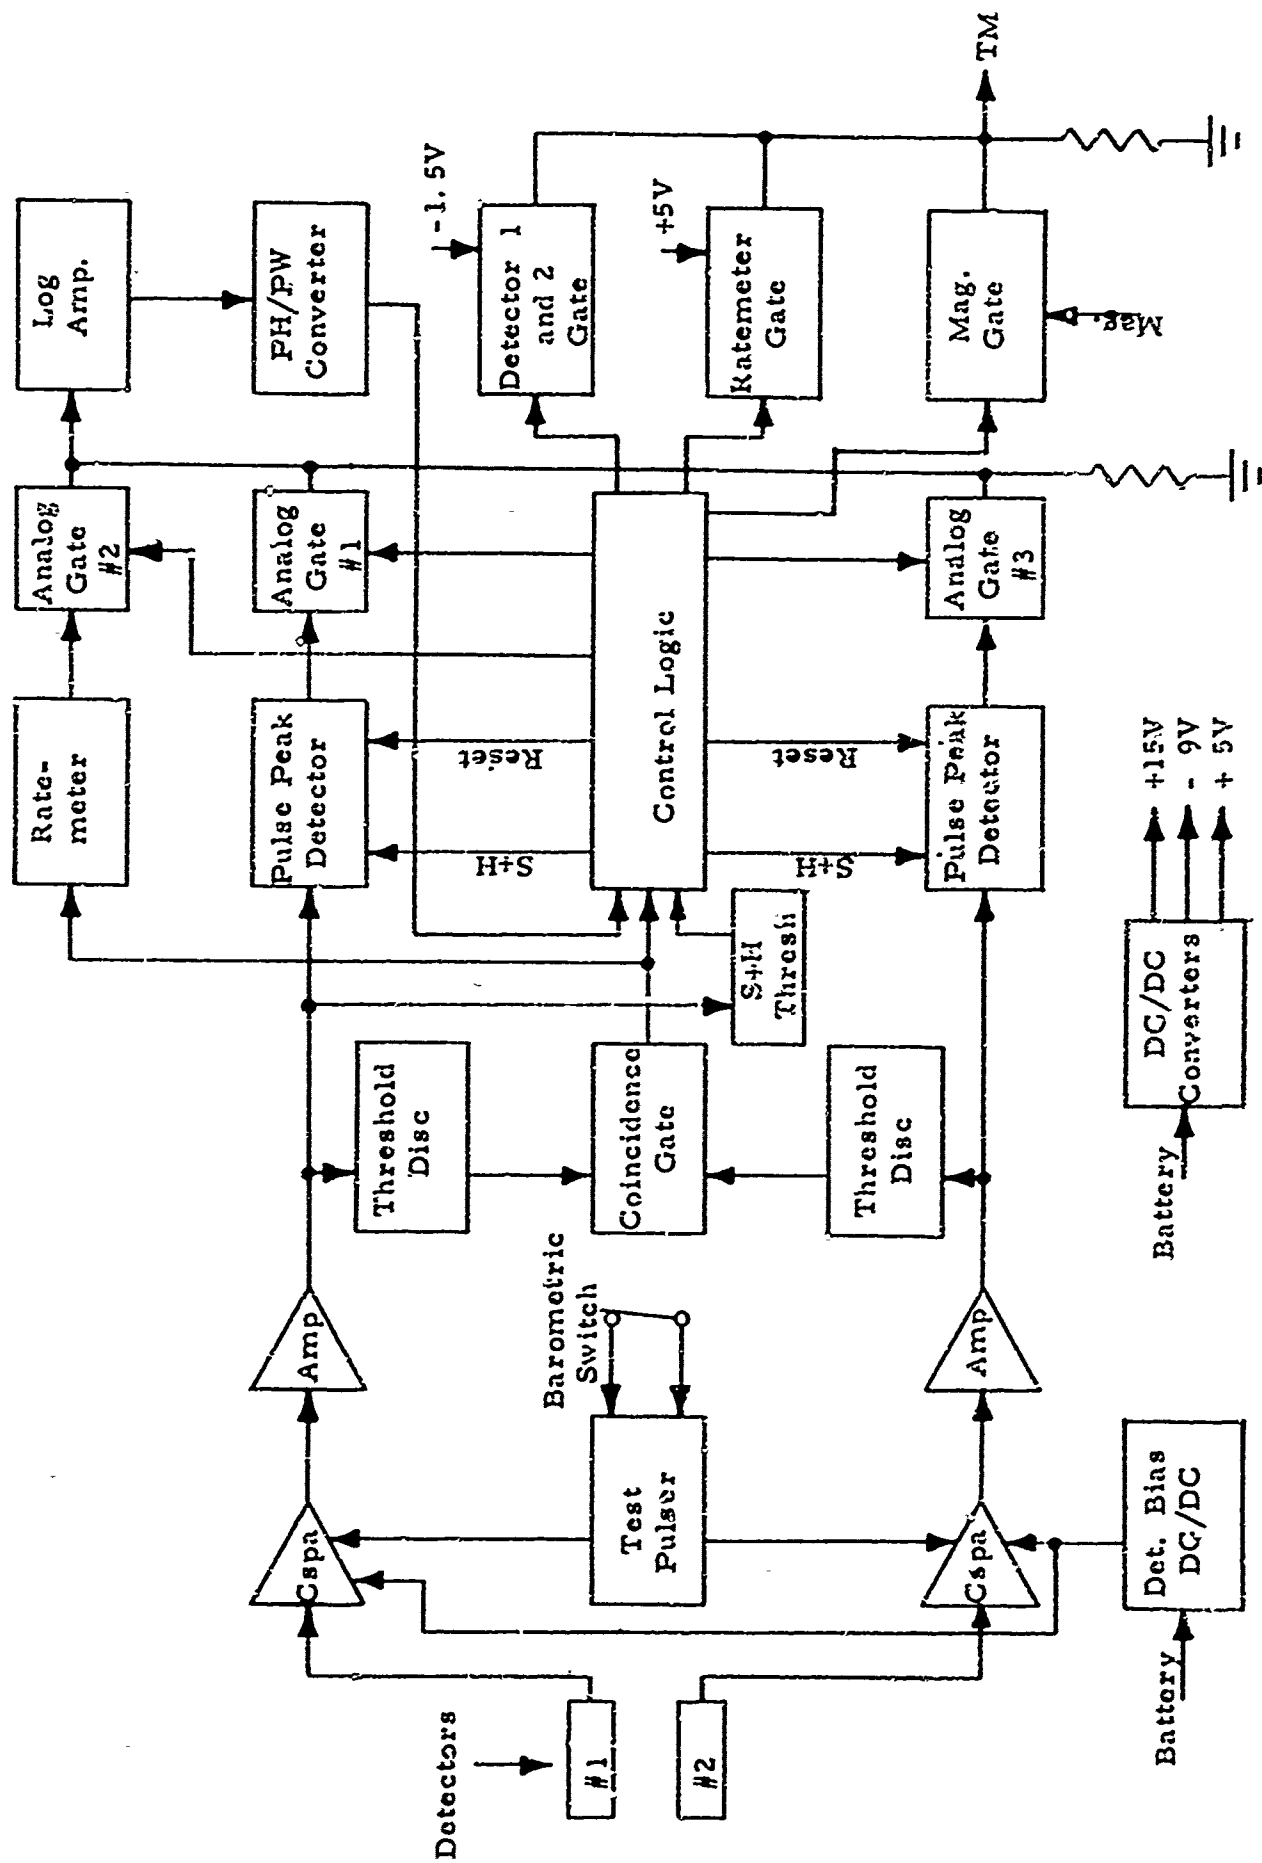 Detectors
#1
#2
Cspa
Cspa
Amp
Amp
Test
Pulser
Barometric
Switch
Threshold
Disc
Coincidence
Gate
Threshold
Disc
S+H
Thresh
Rate-
meter
Pulse Peak
Detector
S+H
Reset
Control Logic
S+H
Reset
Pulse Peak
Detector
Analog
Gate
#2
Analog
Gate
#1
Analog
Gate
#3
Log
Amp.
PH/PW
Converter
-1.5V
Detector 1
and 2
Gate
+5V
Ratemeter
Gate
Mag.
Gate
Mag.
TM
Battery
Det. Bias
DC/DC
Battery
DC/DC
Converters
+15V
- 9V
+ 5V